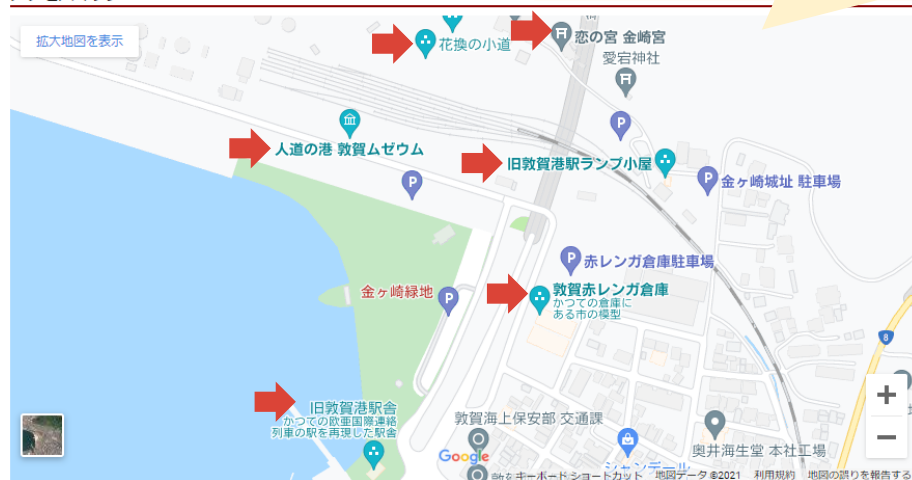 拡大地図を表示
花換の小道
恋の宮 金崎宮
愛宕神社
人道の港 敦賀ムゼウム
旧敦賀港駅ランプ小屋
金ヶ崎城址 駐車場
赤レンガ倉庫駐車場
金ヶ崎緑地
敦賀赤レンガ倉庫
かつての倉庫に
ある市の模型
8
旧敦賀港駅舎
かつての欧亜国際連絡
列車の駅を再現した駅舎
敦賀海上保安部 交通課
奥井海生堂 本社工場
シャンデール
Google
キーボード ショートカット
地図データ ©2021
利用規約
地図の誤りを報告する